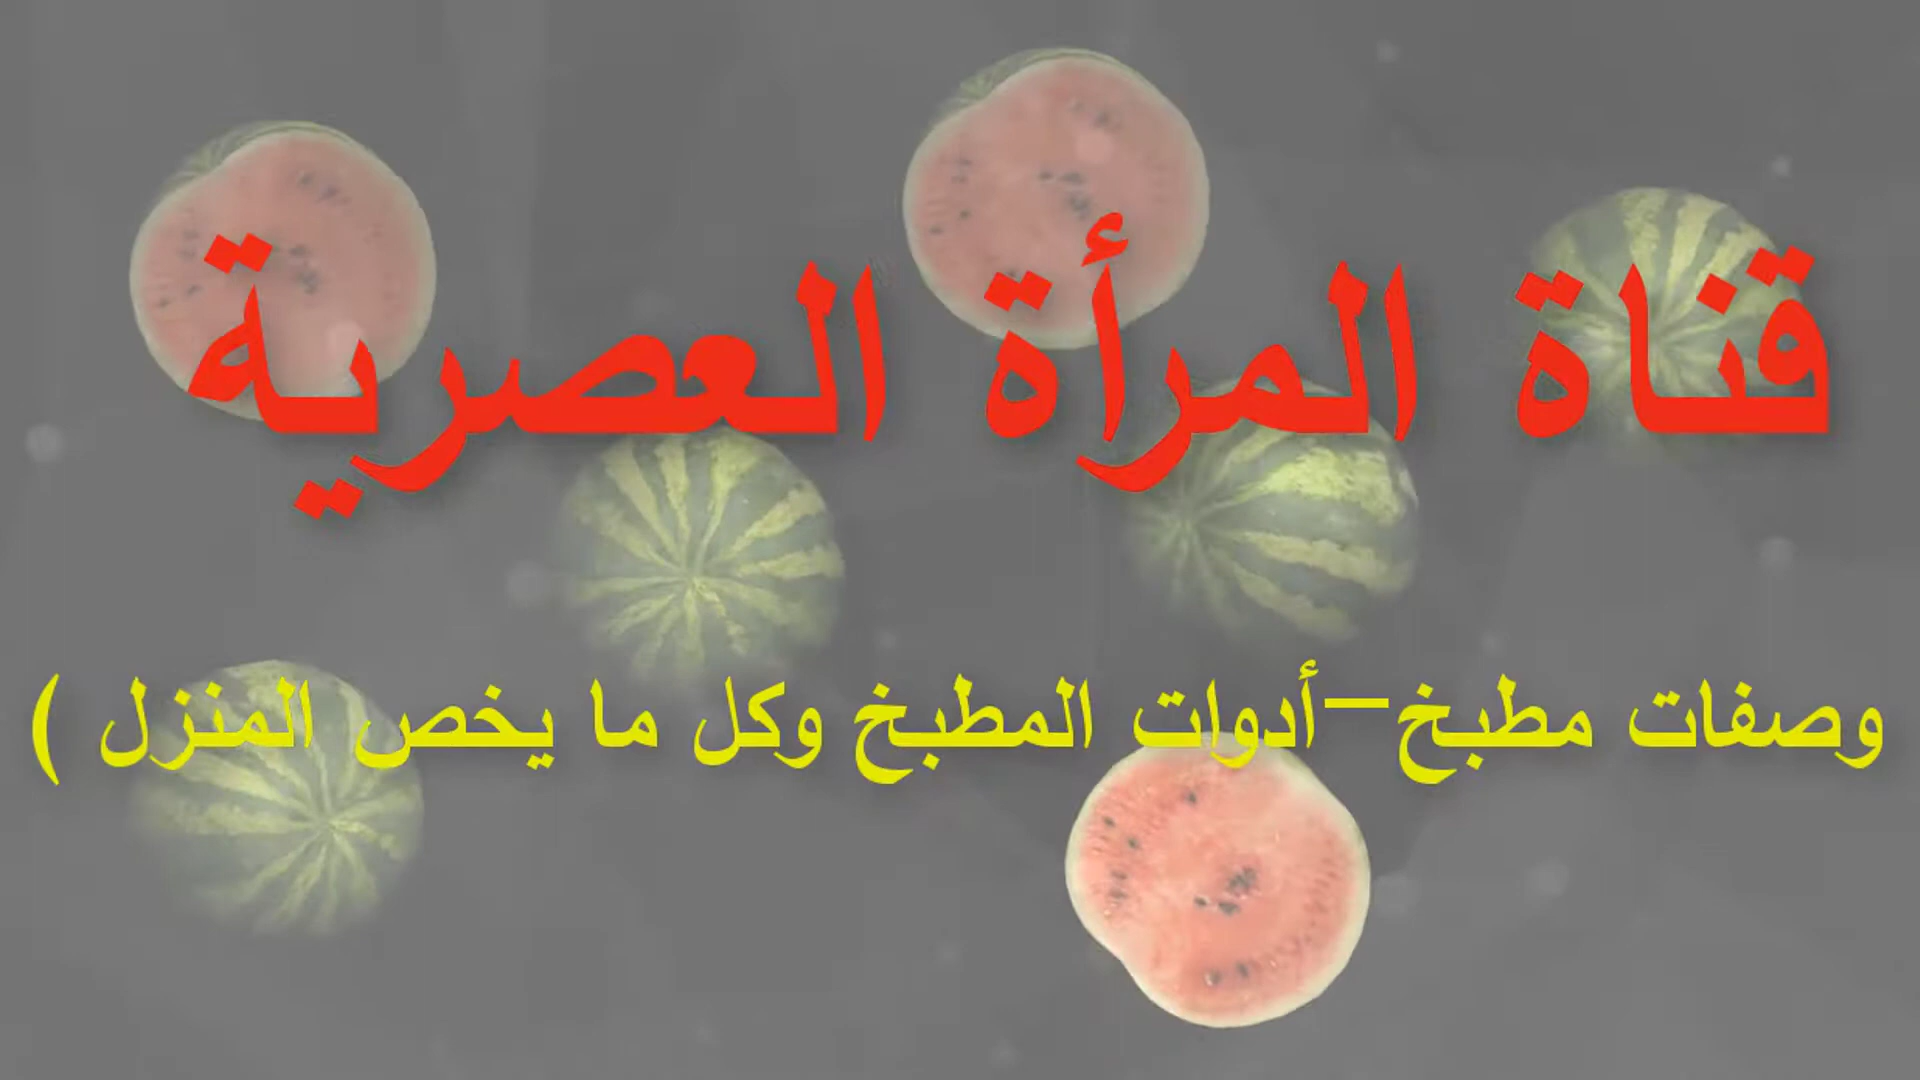 قناة المرأة العصرية
وصفات مطبخ-أدوات المطبخ وكل ما يخص المنزل )